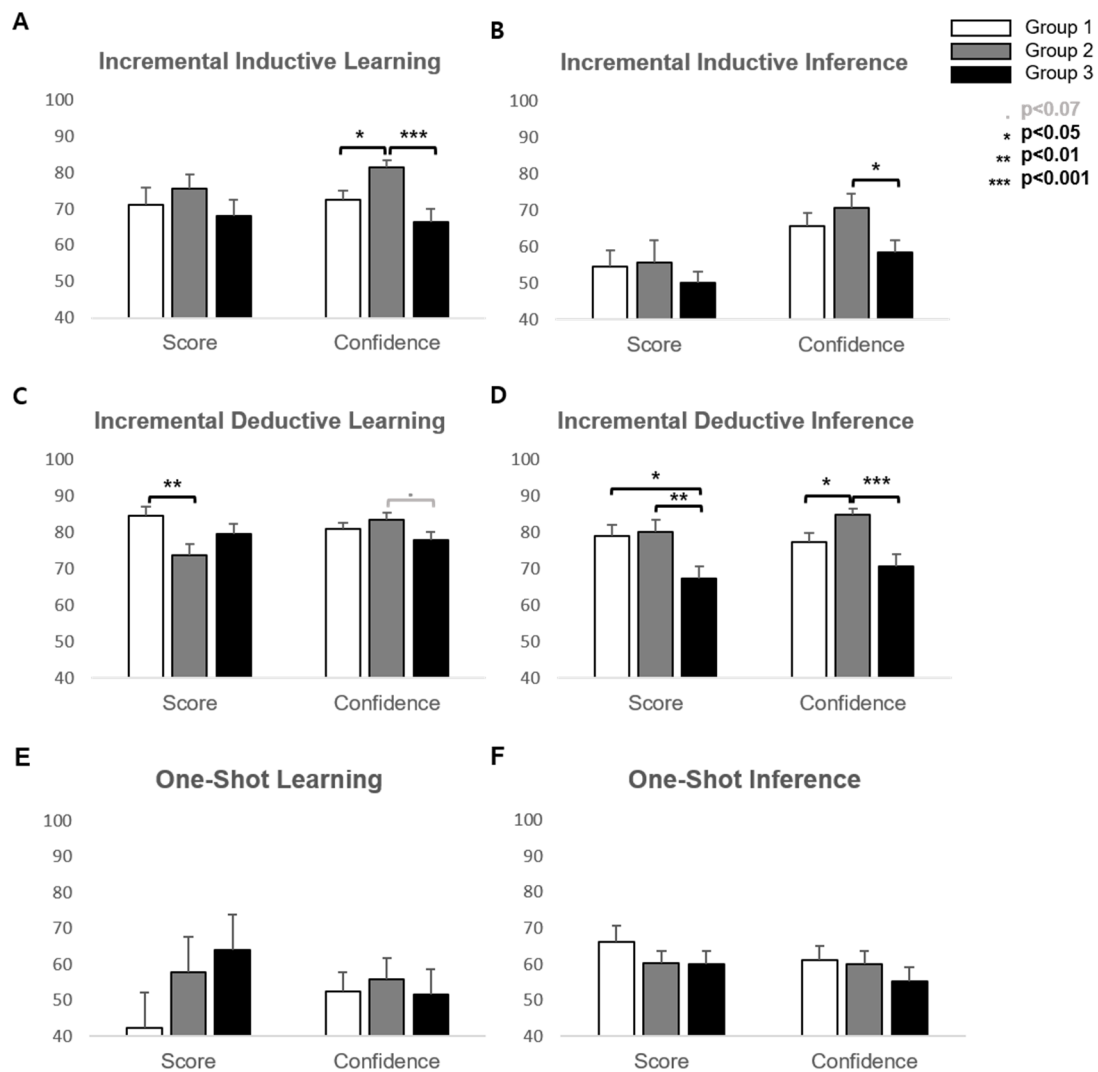 A
Incremental Inductive Learning
100
90
80
70
60
50
40
* ***
Score Confidence
B
Incremental Inductive Inference
100
90
80
70
60
50
40
*
Score Confidence
Group 1
Group 2
Group 3
. p<0.07
* p<0.05
** p<0.01
*** p<0.001
C
Incremental Deductive Learning
100
90
80
70
60
50
40
** .
Score Confidence
D
Incremental Deductive Inference
100
90
80
70
60
50
40
* ** * ***
Score Confidence
E
One-Shot Learning
100
90
80
70
60
50
40
Score Confidence
F
One-Shot Inference
100
90
80
70
60
50
40
Score Confidence